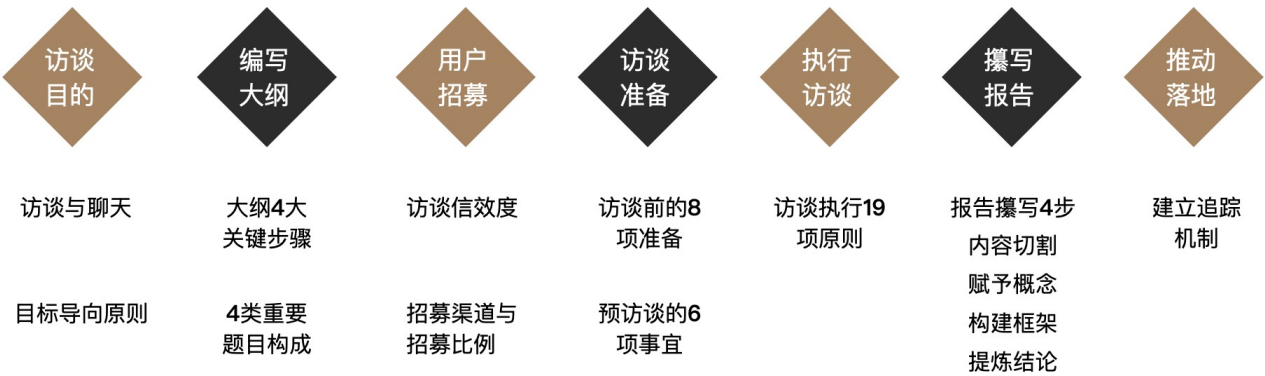 访谈
目的
编写
大纲
用户
招募
访谈
准备
执行
访谈
纂写
报告
推动
落地
访谈与聊天
目标导向原则
大纲4大
关键步骤
4类重要
题目构成
访谈信效度
招募渠道与
招募比例
访谈前的8
项准备
预访谈的6
项事宜
访谈执行19
项原则
报告纂写4步
内容切割
赋予概念
构建框架
提炼结论
建立追踪
机制